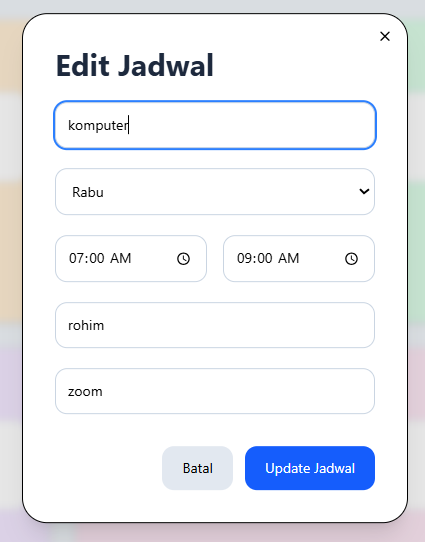 ×
Edit Jadwal
komputer
Rabu
07:00 AM 09:00 AM
rohim
zoom
Batal Update Jadwal